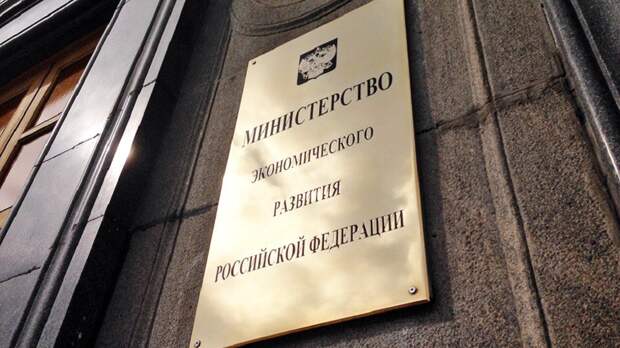 МИНИСТЕРСТВО
ЭКОНОМИЧЕСКОГО
РАЗВИТИЯ
РОССИЙСКОЙ ФЕДЕРАЦИИ